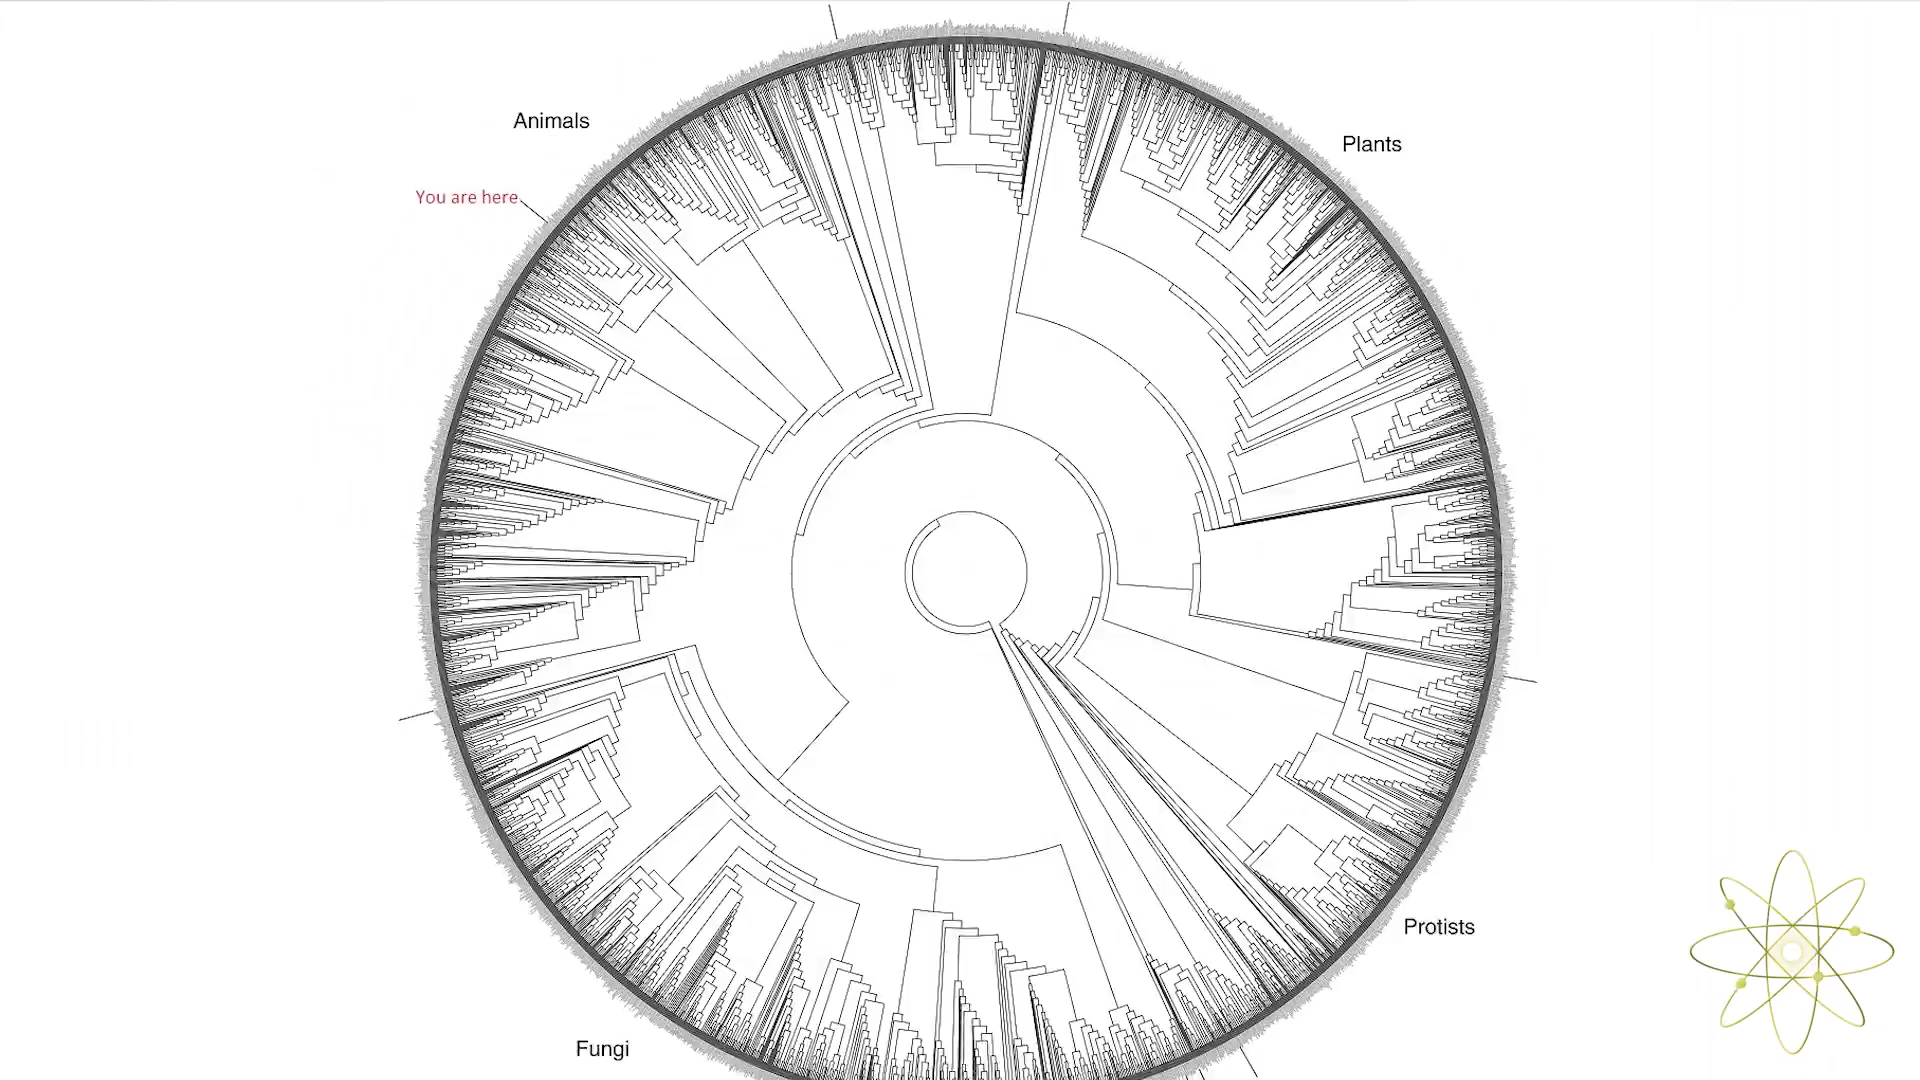 Animals
Plants
You are here
Protists
Fungi